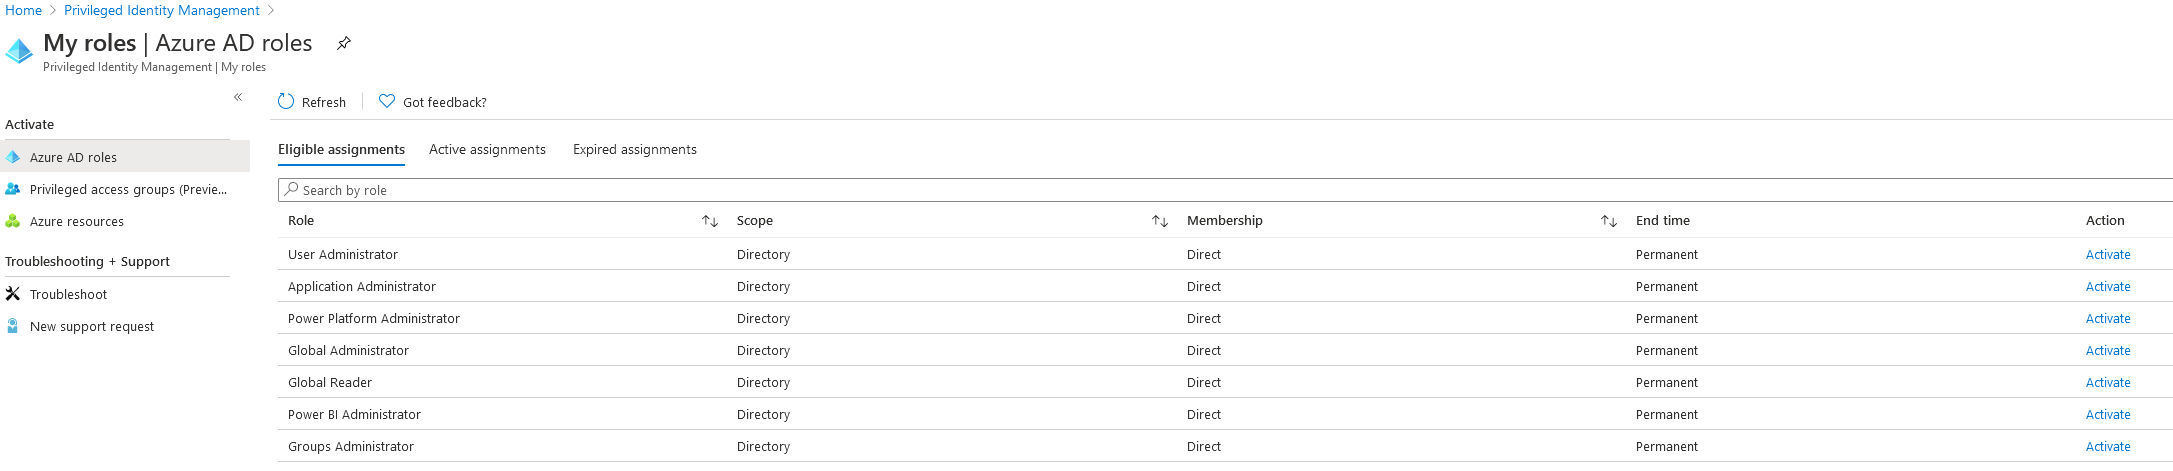 Home > Privileged Identity Management >
My roles | Azure AD roles
Privileged Identity Management | My roles
«
Activate
Azure AD roles
Privileged access groups (Previe...
Azure resources
Troubleshooting + Support
Troubleshoot
New support request
Refresh | Got feedback?
Eligible assignments Active assignments Expired assignments
Search by role
Role Scope Membership End time Action
User Administrator Directory Direct Permanent Activate
Application Administrator Directory Direct Permanent Activate
Power Platform Administrator Directory Direct Permanent Activate
Global Administrator Directory Direct Permanent Activate
Global Reader Directory Direct Permanent Activate
Power BI Administrator Directory Direct Permanent Activate
Groups Administrator Directory Direct Permanent Activate